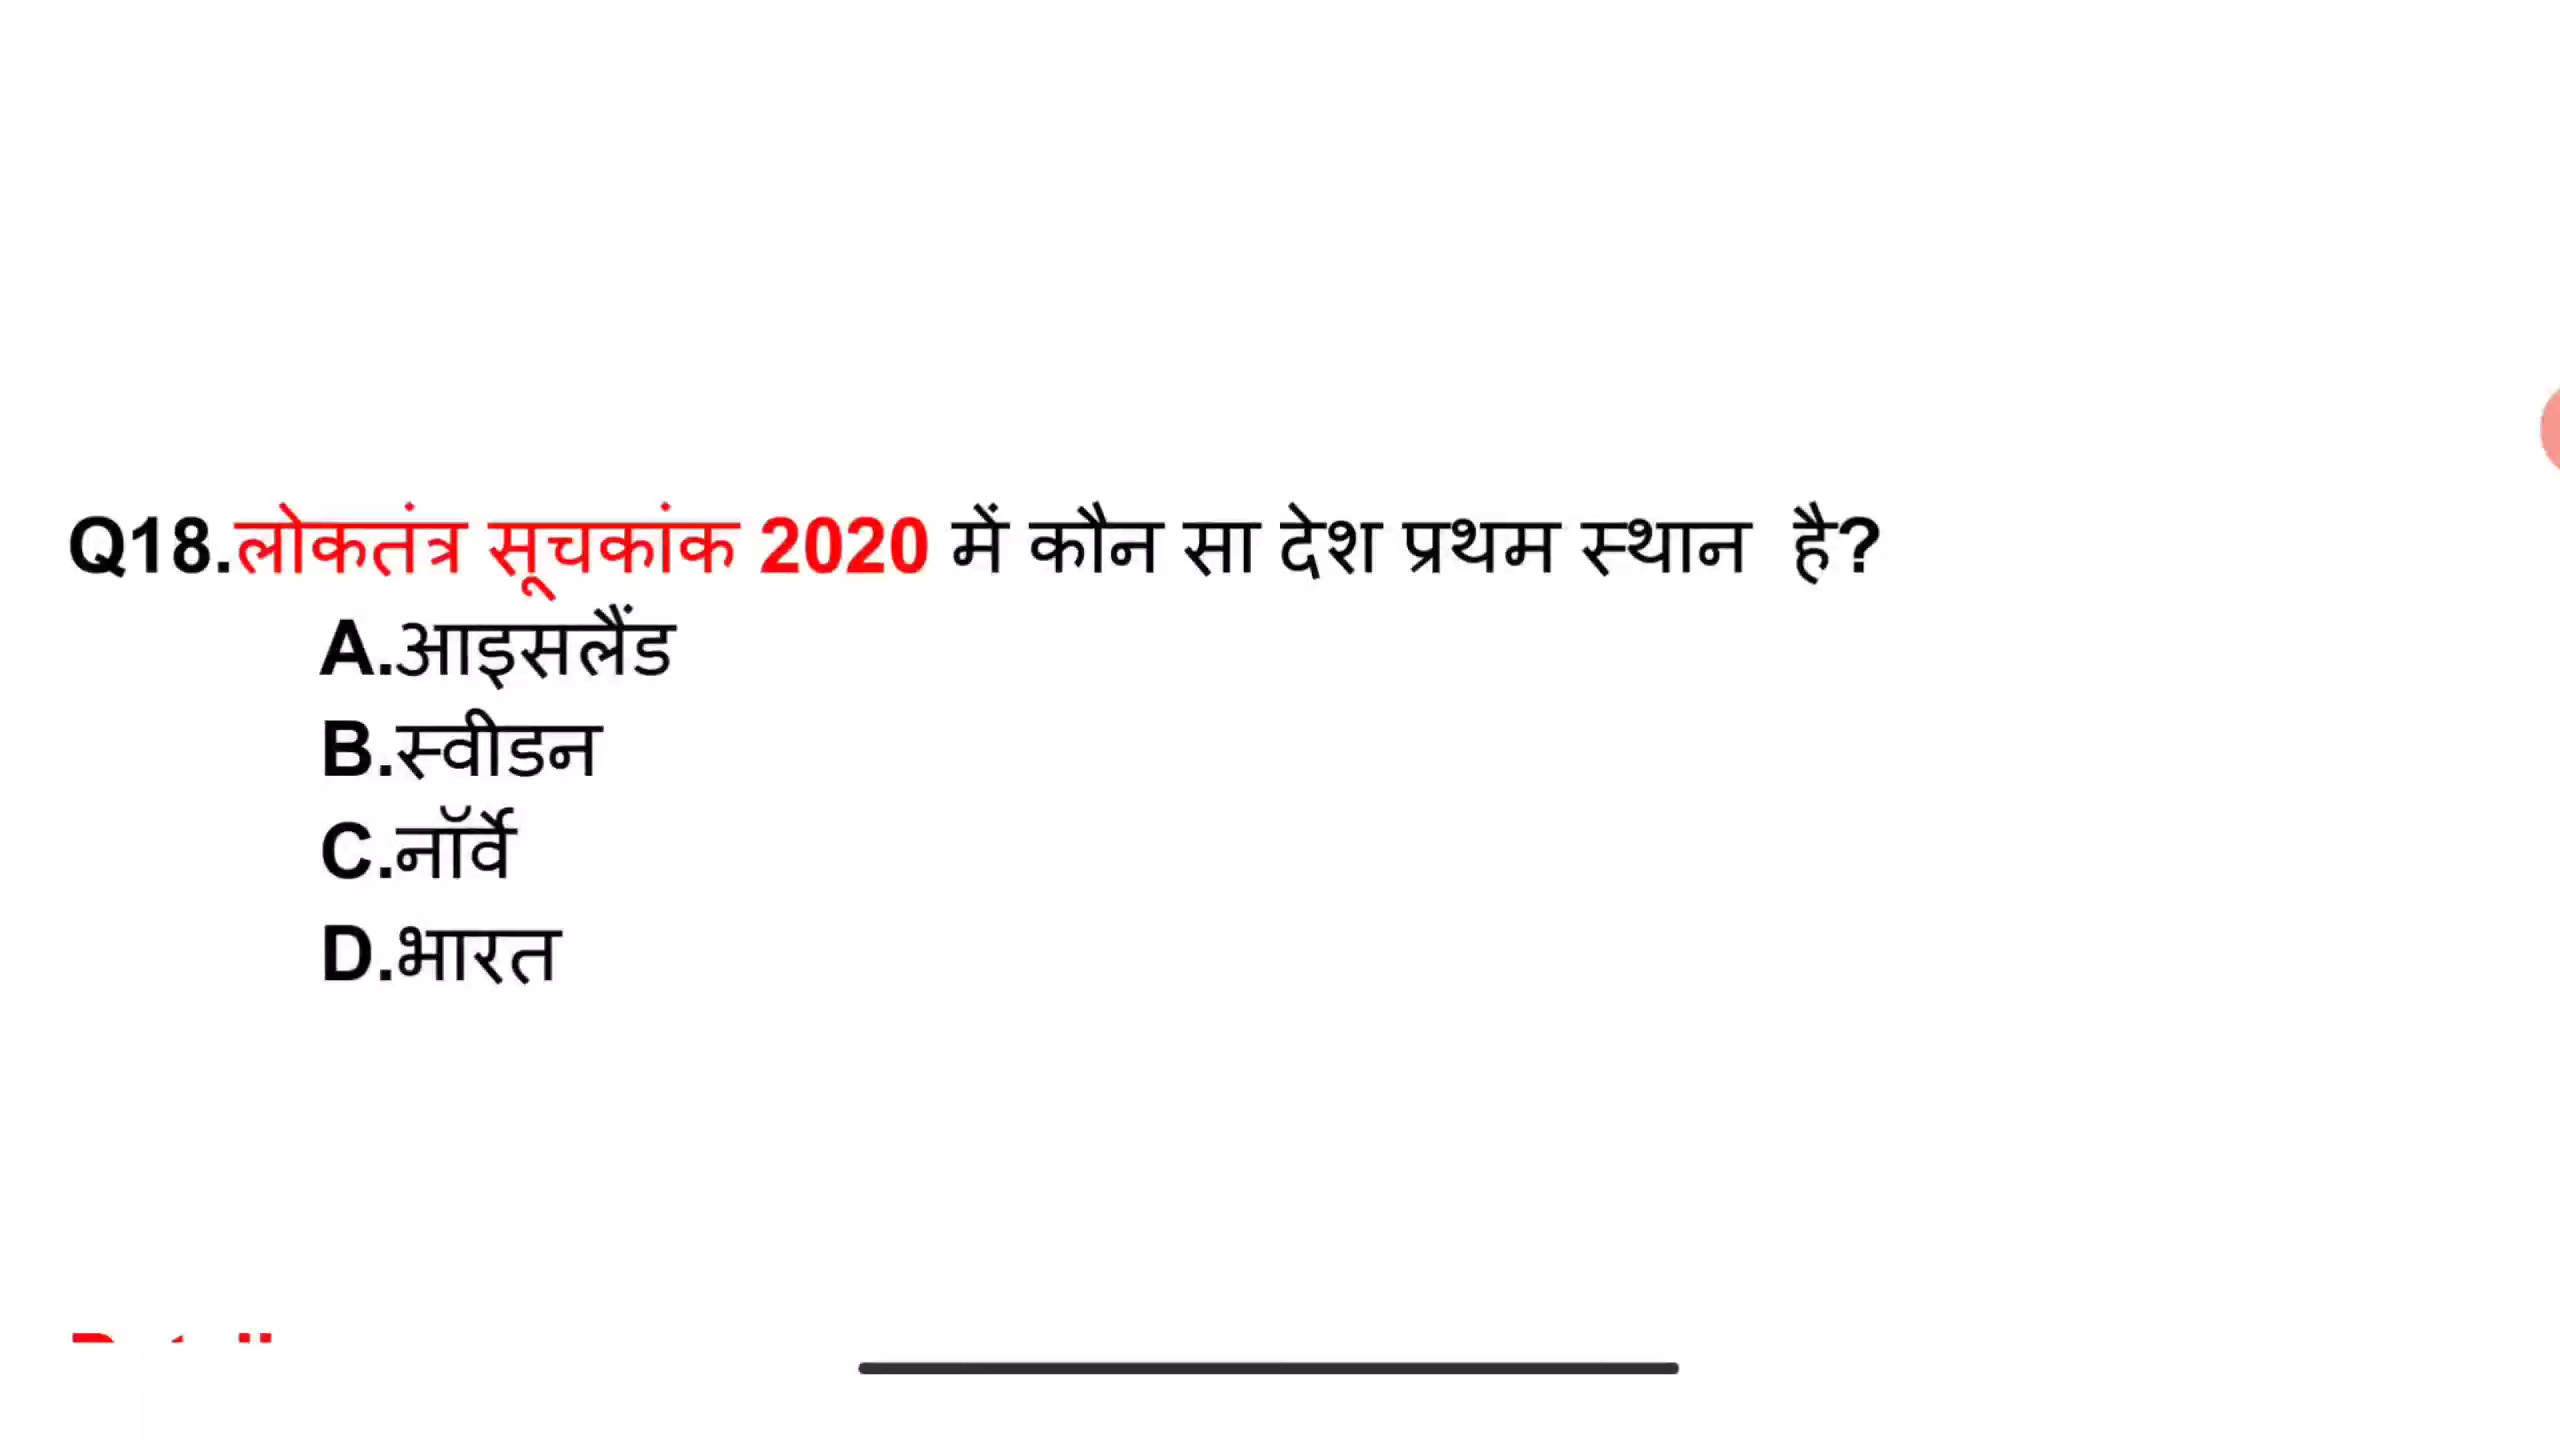 Q18.लोकतंत्र सूचकांक 2020 में कौन सा देश प्रथम स्थान  है?
A.आइसलैंड
B.स्वीडन
C.नॉर्वे
D.भारत